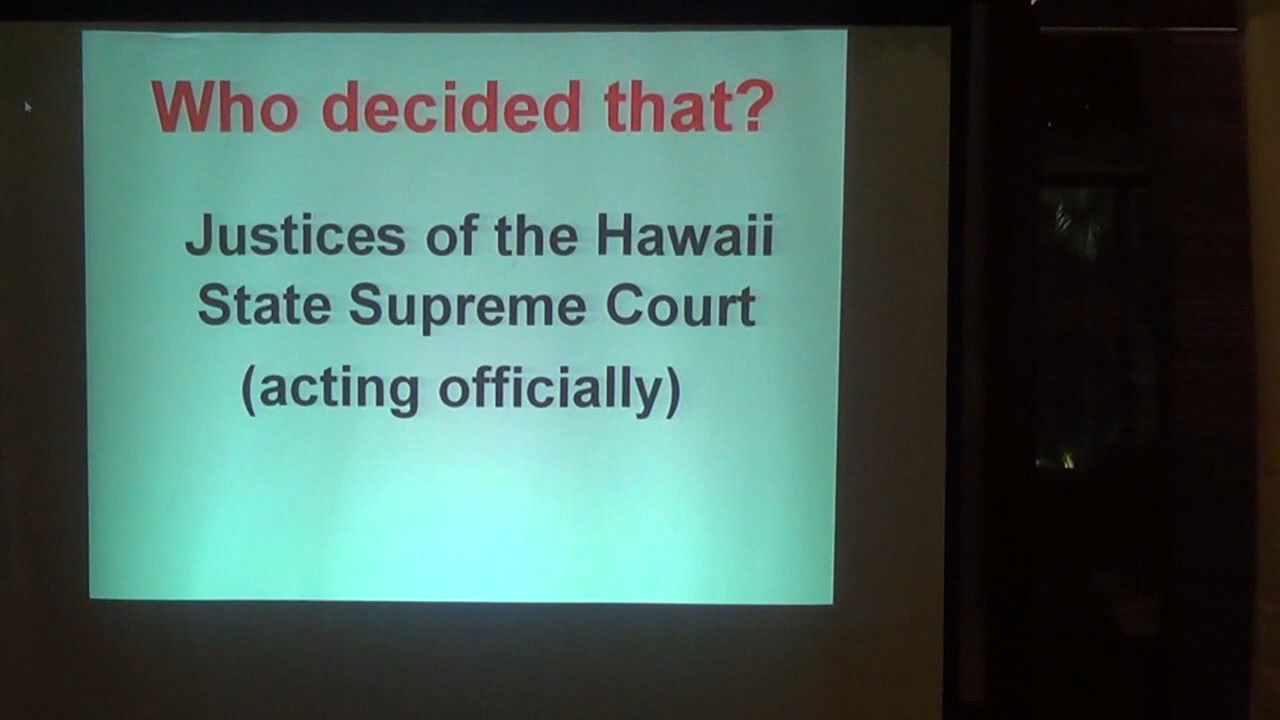 Who decided that?
Justices of the Hawaii
State Supreme Court
(acting officially)